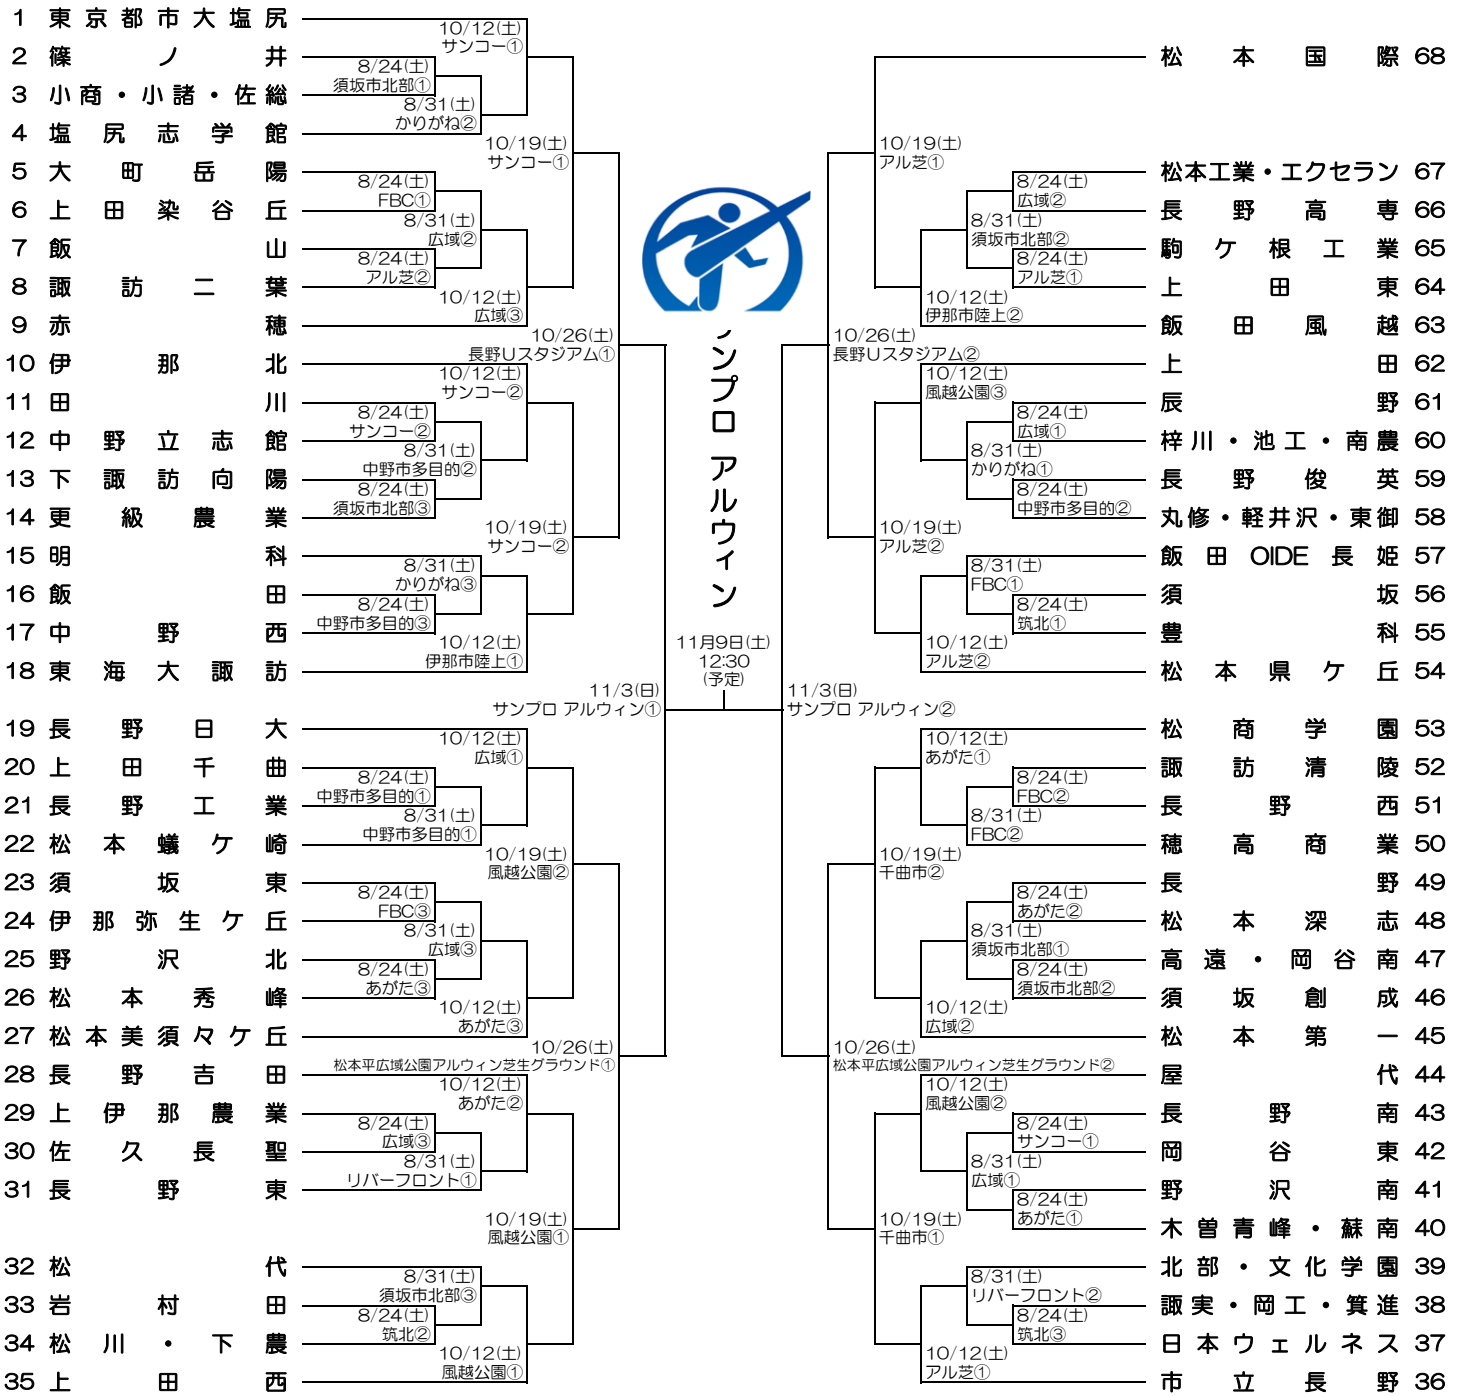 1 東京都市大塩尻
10/12(土)
サンコー①
2 篠ノ井
8/24(土)
須坂市北部①
3 小商・小諸・佐総
8/31(土)
かりがね②
4 塩尻志学館
10/19(土)
サンコー①
5 大町岳陽
8/24(土)
FBC①
6 上田染谷丘
8/31(土)
広域②
7 飯山
8/24(土)
アル芝②
8 諏訪二葉
10/12(土)
広域③
9 赤穂
10/26(土)
長野Uスタジアム①
10 伊那北
10/12(土)
サンコー②
11 田川
8/24(土)
サンコー②
12 中野立志館
8/31(土)
中野市多目的②
13 下諏訪向陽
8/24(土)
須坂市北部③
14 更級農業
10/19(土)
サンコー②
15 明科
8/31(土)
かりがね③
16 飯田
8/24(土)
中野市多目的③
17 中野西
10/12(土)
伊那市陸上①
18 東海大諏訪
11/3(日)
サンプロ アルウィン①
19 長野日大
10/12(土)
広域①
20 上田千曲
8/24(土)
中野市多目的①
21 長野工業
8/31(土)
中野市多目的①
22 松本蟻ケ崎
10/19(土)
風越公園②
23 須坂東
8/24(土)
FBC③
24 伊那弥生ケ丘
8/31(土)
広域③
25 野沢北
8/24(土)
あがた③
26 松本秀峰
10/12(土)
あがた③
27 松本美須々ケ丘
10/26(土)
松本平広域公園アルウィン芝生グラウンド①
28 長野吉田
10/12(土)
あがた②
29 上伊那農業
8/24(土)
広域③
30 佐久長聖
8/31(土)
リバーフロント①
31 長野東
10/19(土)
風越公園①
32 松代
8/31(土)
須坂市北部③
33 岩村田
8/24(土)
筑北②
34 松川・下農
10/12(土)
風越公園①
35 上田西
ンプロ アルウィン
11月9日(土)
12:30
(予定)
松本国際 68
10/19(土)
アル芝①
松本工業・エクセラン 67
8/24(土)
広域②
長野高専 66
8/31(土)
須坂市北部②
駒ケ根工業 65
8/24(土)
アル芝①
上田東 64
10/12(土)
伊那市陸上②
飯田風越 63
10/26(土)
長野Uスタジアム②
上田 62
10/12(土)
風越公園③
辰野 61
8/24(土)
広域①
梓川・池工・南農 60
8/31(土)
かりがね①
長野俊英 59
8/24(土)
中野市多目的②
丸修・軽井沢・東御 58
10/19(土)
アル芝②
飯田OIDE長姫 57
8/31(土)
FBC①
須坂 56
8/24(土)
筑北①
豊科 55
10/12(土)
アル芝②
松本県ケ丘 54
11/3(日)
サンプロ アルウィン②
松商学園 53
10/12(土)
あがた①
諏訪清陵 52
8/24(土)
FBC②
長野西 51
8/31(土)
FBC②
穂高商業 50
10/19(土)
千曲市②
長野 49
8/24(土)
あがた②
松本深志 48
8/31(土)
須坂市北部①
高遠・岡谷南 47
8/24(土)
須坂市北部②
須坂創成 46
10/12(土)
広域②
松本第一 45
10/26(土)
松本平広域公園アルウィン芝生グラウンド②
屋代 44
10/12(土)
風越公園②
長野南 43
8/24(土)
サンコー①
岡谷東 42
8/31(土)
広域①
野沢南 41
8/24(土)
あがた①
木曽青峰・蘇南 40
10/19(土)
千曲市①
北部・文化学園 39
8/31(土)
リバーフロント②
諏実・岡工・箕進 38
8/24(土)
筑北③
日本ウェルネス 37
10/12(土)
アル芝①
市立長野 36